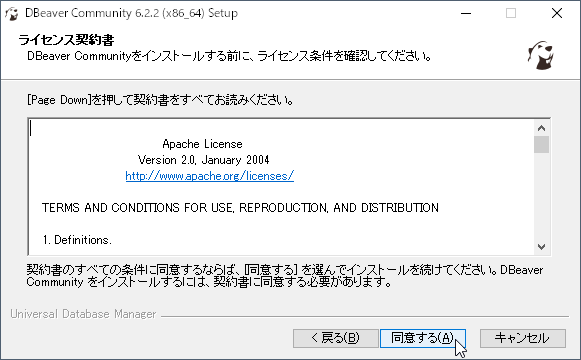 DBeaver Community 6.2.2 (x86_64) Setup
ライセンス契約書
DBeaver Communityをインストールする前に、ライセンス条件を確認してください。
[Page Down]を押して契約書をすべてお読みください。
Apache License
Version 2.0, January 2004
http://www.apache.org/licenses/
TERMS AND CONDITIONS FOR USE, REPRODUCTION, AND DISTRIBUTION
1. Definitions.
契約書のすべての条件に同意するならば、[同意する] を選んでインストールを続けてください。DBeaver
Community をインストールするには、契約書に同意する必要があります。
Universal Database Manager
< 戻る(B)
同意する(A)
キャンセル